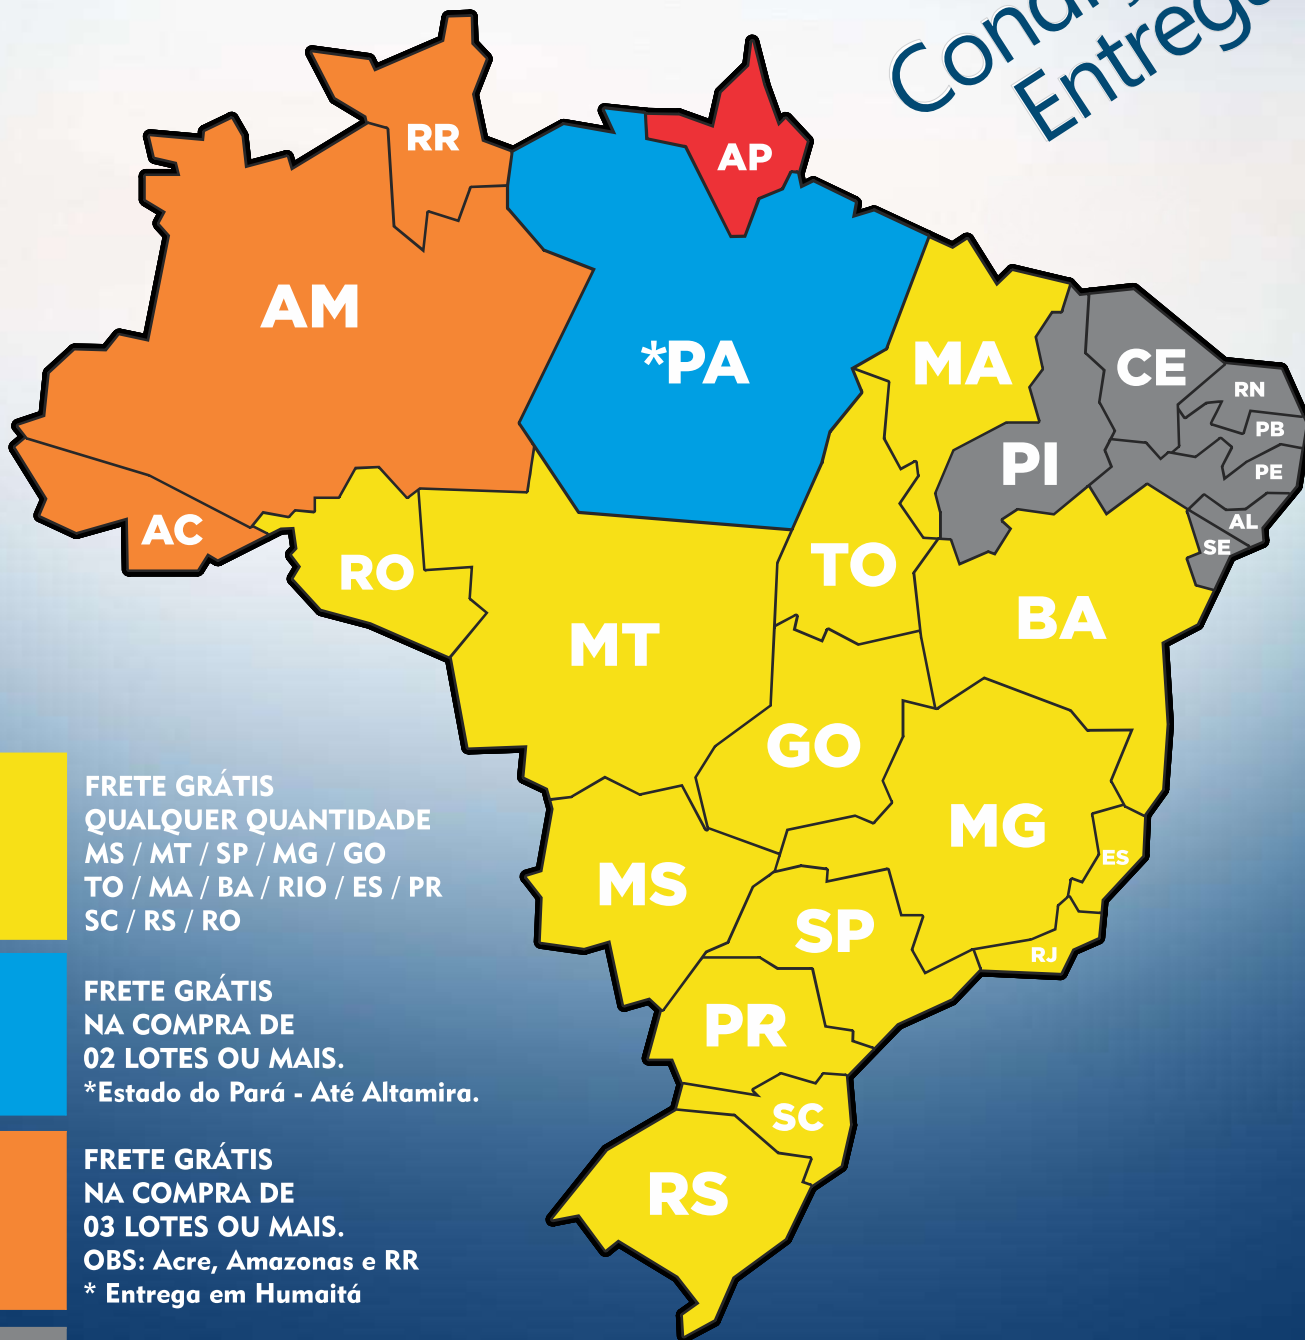 Entrega
RR
AP
AM
*PA
MA
CE
RN
PB
PI
PE
AL
SE
AC
RO
TO
BA
MT
GO
MG
ES
MS
SP
RJ
PR
SC
RS
FRETE GRÁTIS
QUALQUER QUANTIDADE
MS / MT / SP / MG / GO
TO / MA / BA / RIO / ES / PR
SC / RS / RO
FRETE GRÁTIS
NA COMPRA DE
02 LOTES OU MAIS.
*Estado do Pará - Até Altamira.
FRETE GRÁTIS
NA COMPRA DE
03 LOTES OU MAIS.
OBS: Acre, Amazonas e RR
* Entrega em Humaitá